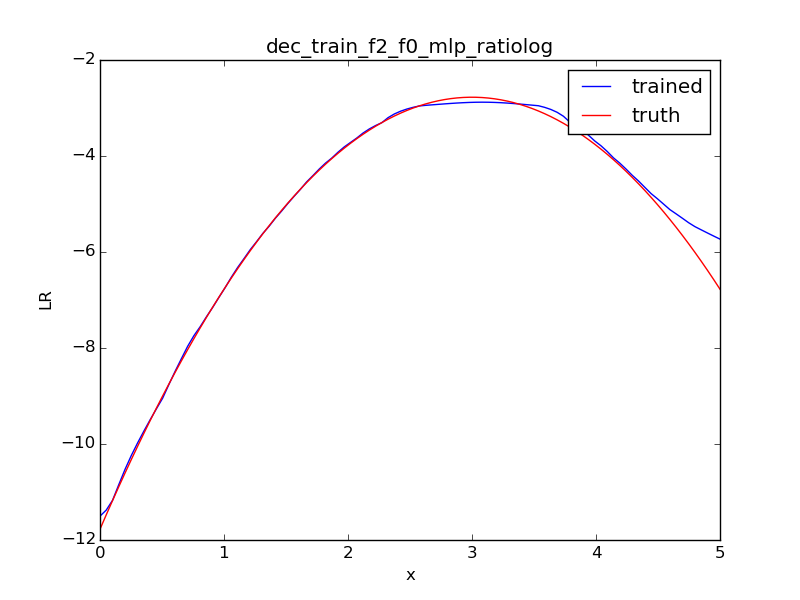 dec_train_f2_f0_mlp_ratiolog
trained
truth
LR
−2
−4
−6
−8
−10
−12
0 1 2 3 4 5
x